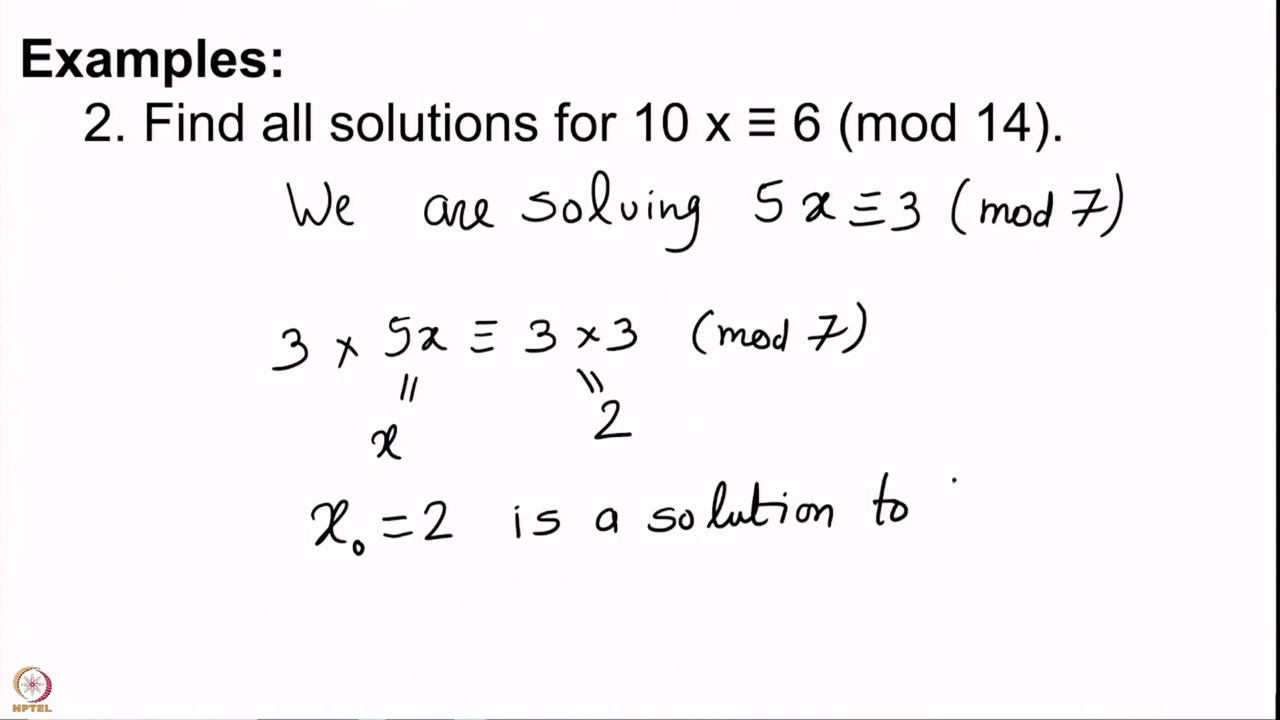 Examples:
2. Find all solutions for 10 x ≡ 6 (mod 14).
We are solving 5x ≡ 3 (mod 7)
3 × 5x ≡ 3 × 3 (mod 7)
= =
x 2
x₀ = 2 is a solution to
NPTEL